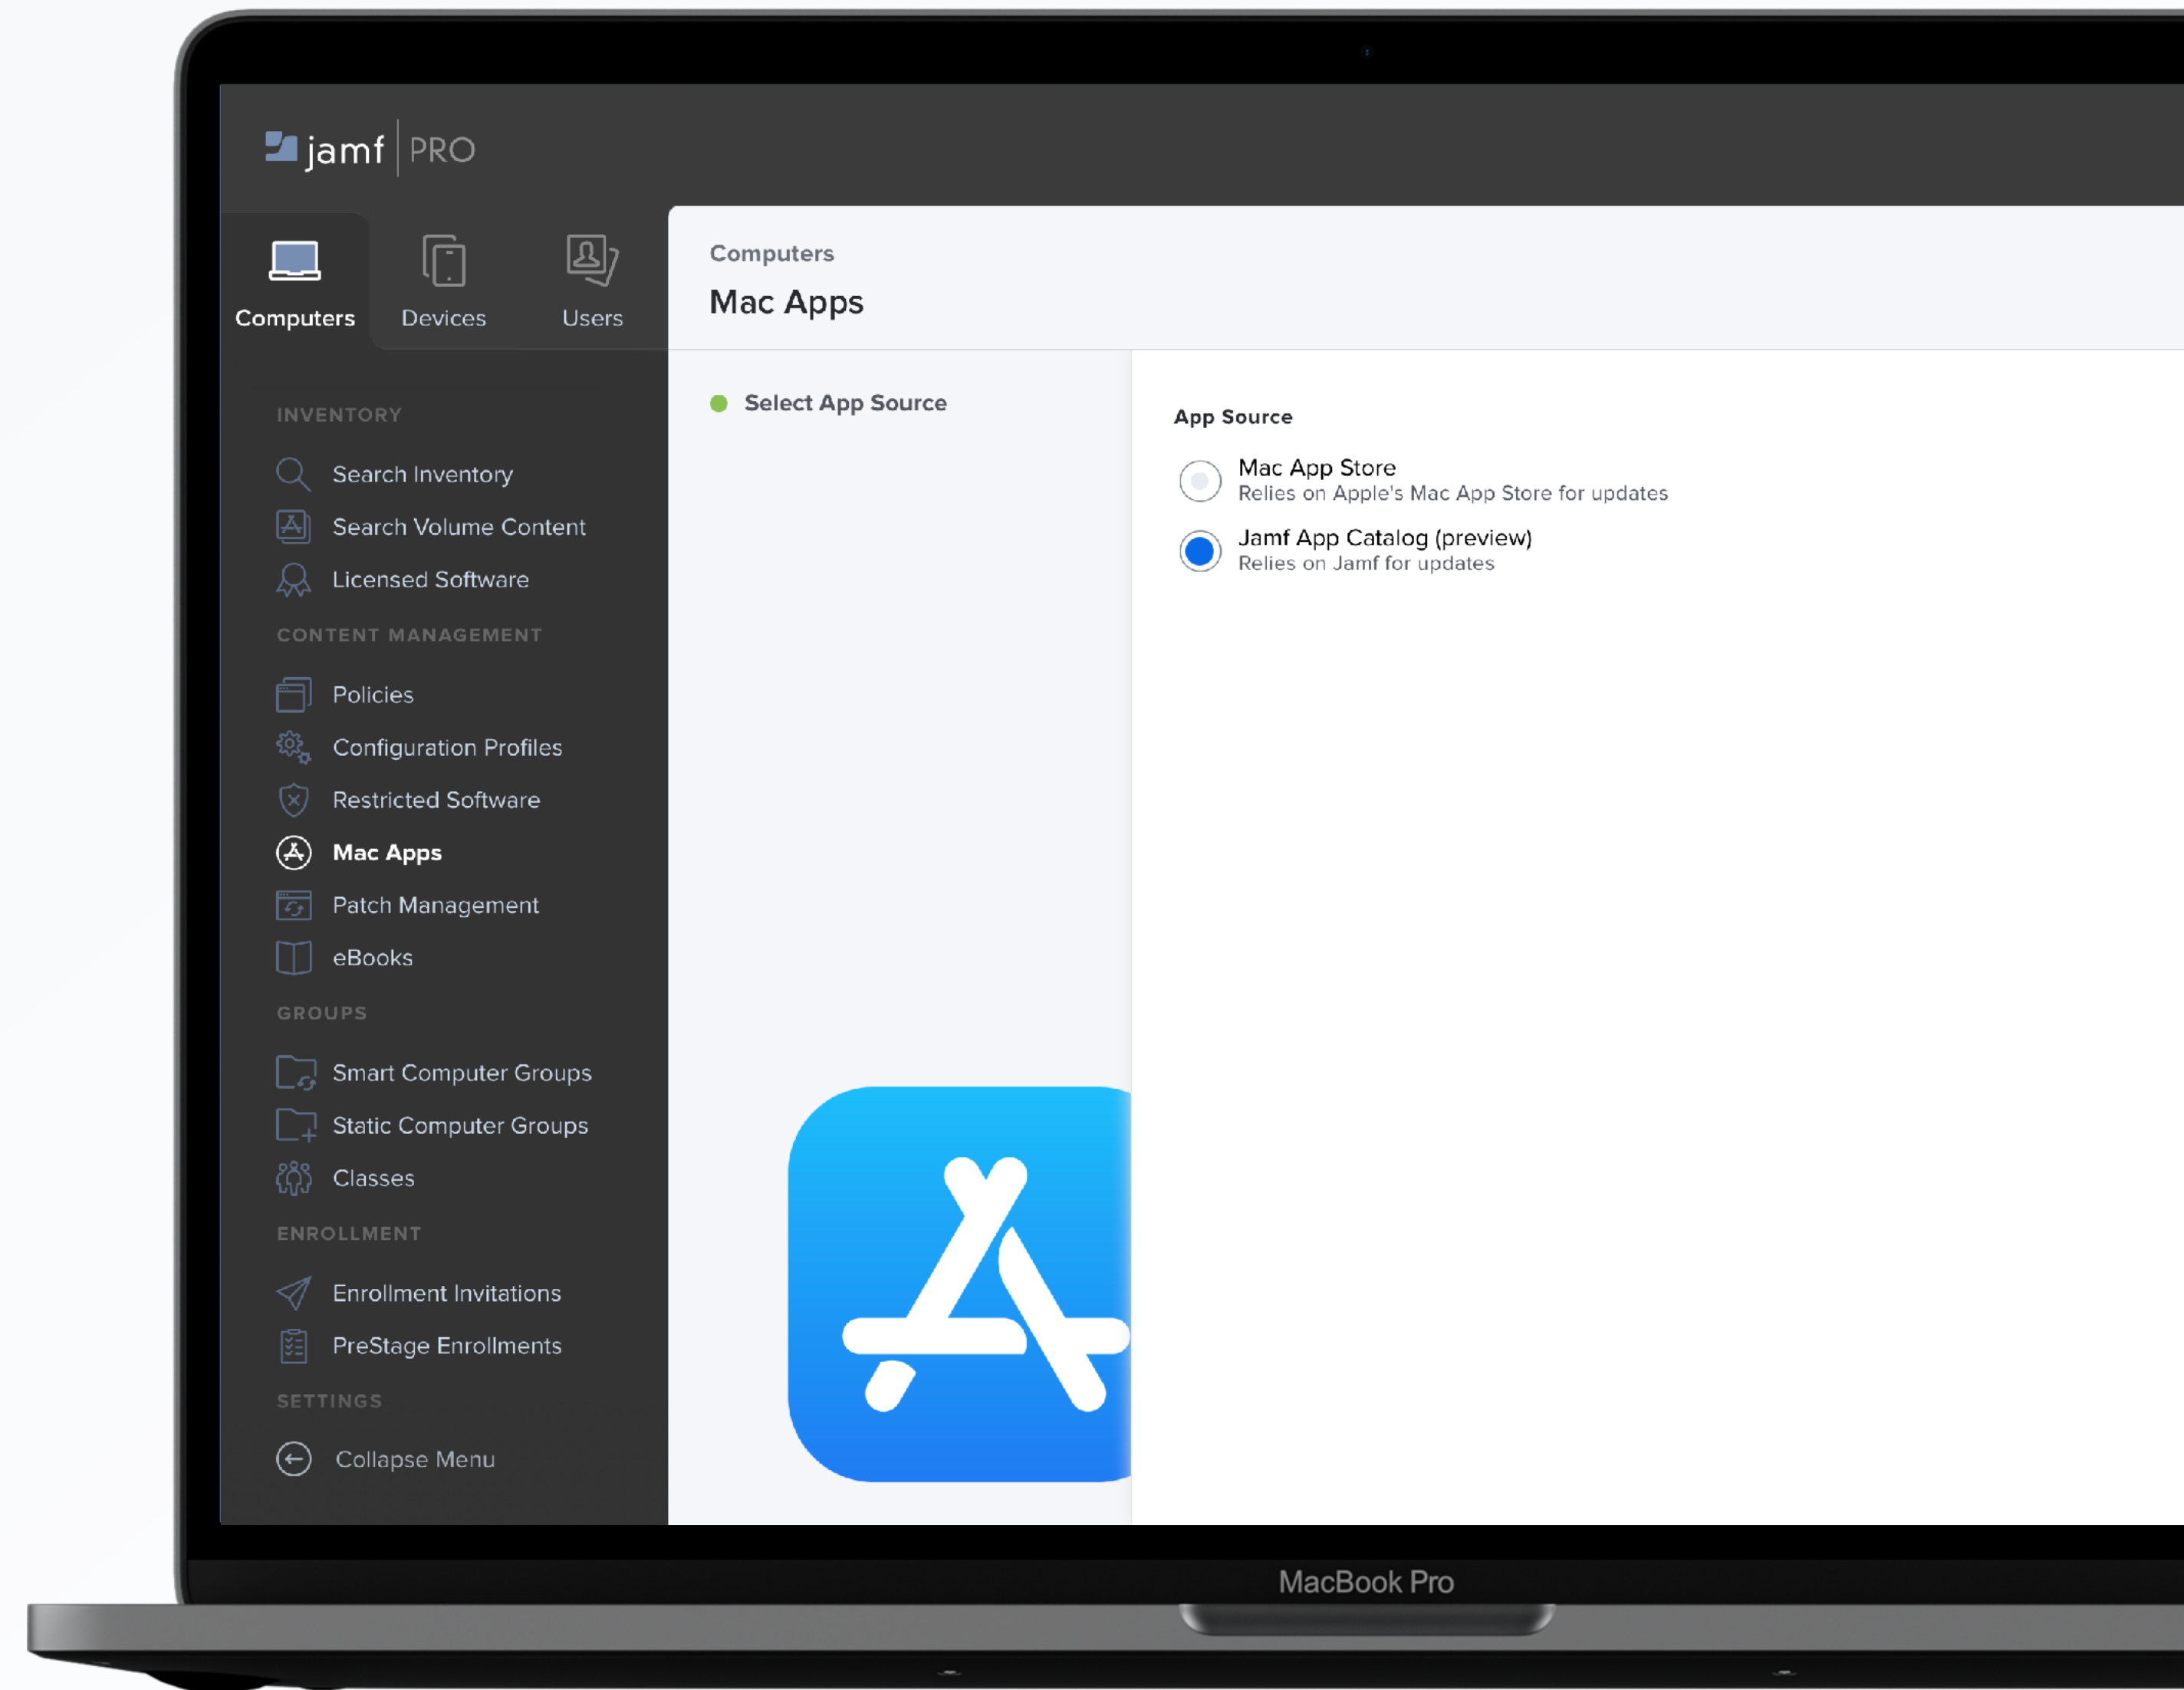 jamf PRO
Computers
Devices
Users
INVENTORY
Search Inventory
Search Volume Content
Licensed Software
CONTENT MANAGEMENT
Policies
Configuration Profiles
Restricted Software
Mac Apps
Patch Management
eBooks
GROUPS
Smart Computer Groups
Static Computer Groups
Classes
ENROLLMENT
Enrollment Invitations
PreStage Enrollments
SETTINGS
Collapse Menu
Computers
Mac Apps
Select App Source
App Source
Mac App Store
Relies on Apple's Mac App Store for updates
Jamf App Catalog (preview)
Relies on Jamf for updates
MacBook Pro